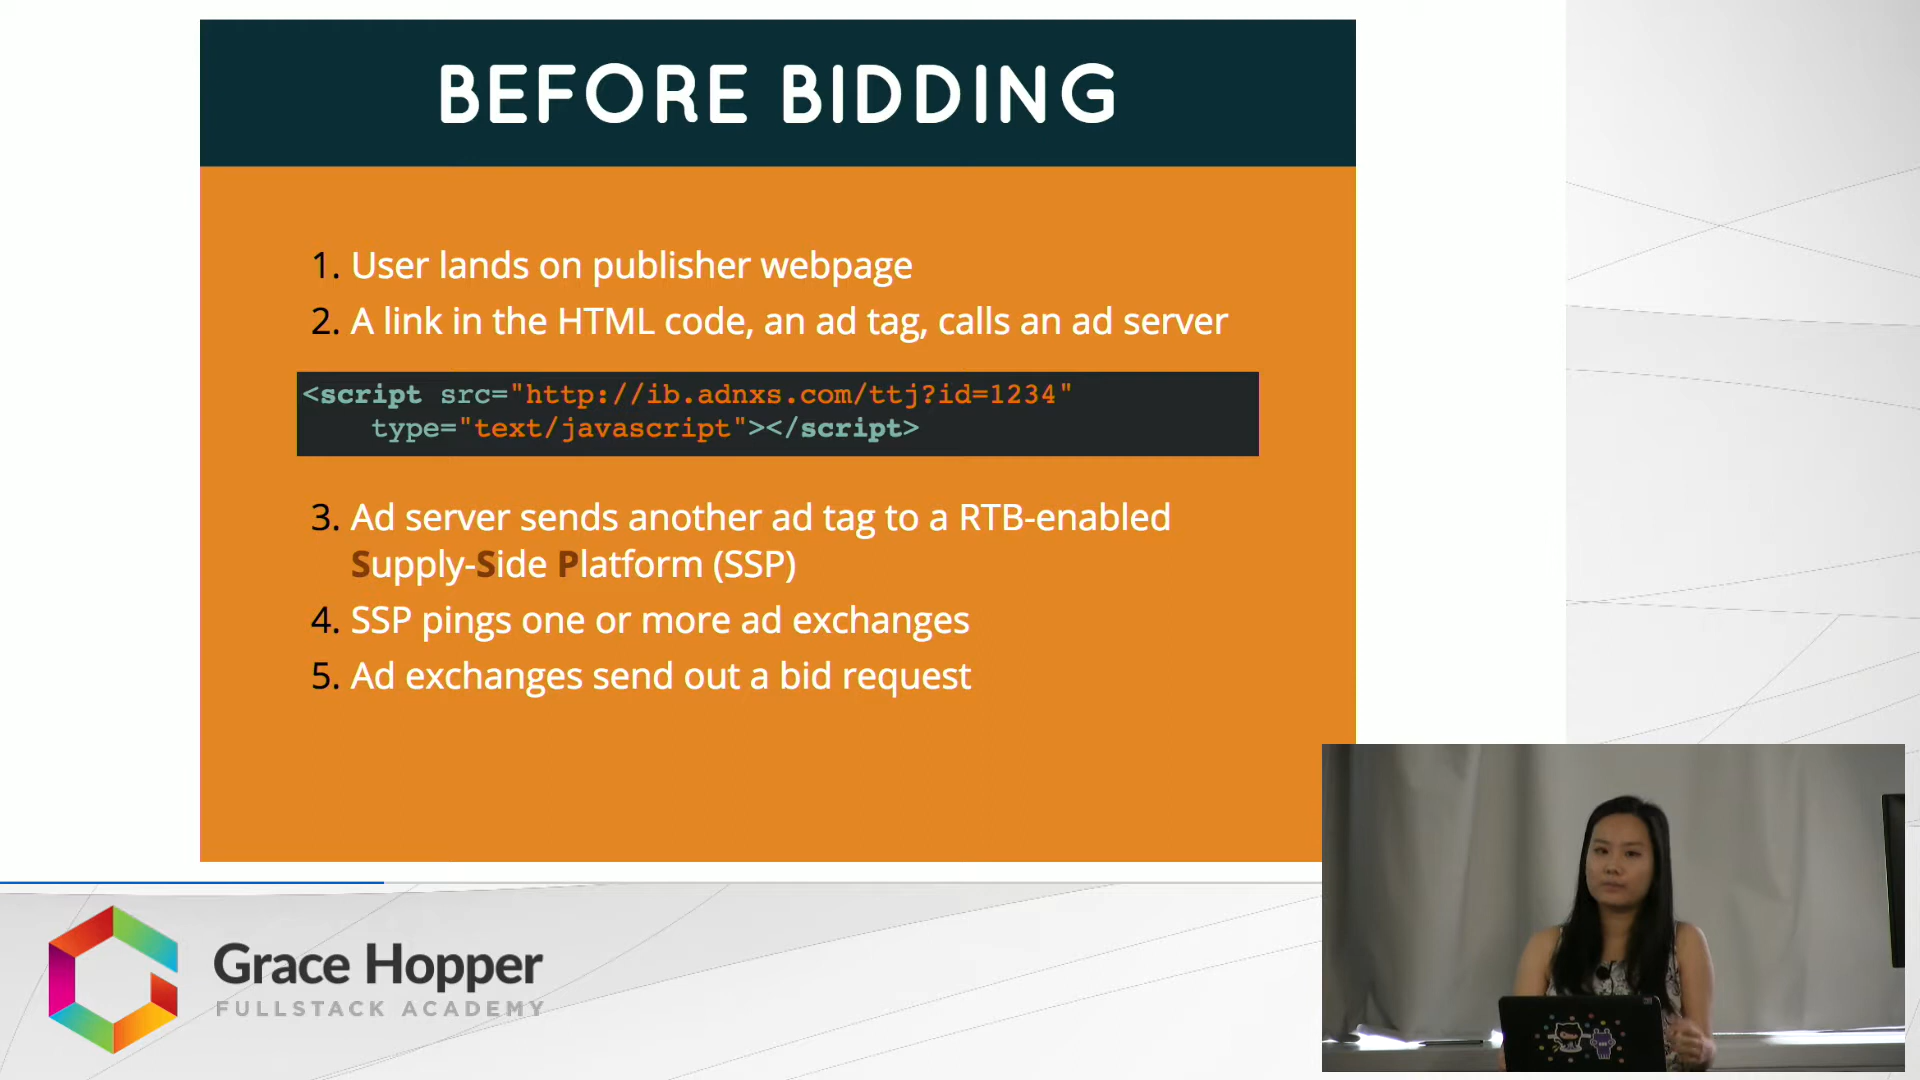 BEFORE BIDDING
1. User lands on publisher webpage
2. A link in the HTML code, an ad tag, calls an ad server
<script src="http://ib.adnxs.com/ttj?id=1234"
type="text/javascript"></script>
3. Ad server sends another ad tag to a RTB-enabled
Supply-Side Platform (SSP)
4. SSP pings one or more ad exchanges
5. Ad exchanges send out a bid request
Grace Hopper
FULLSTACK ACADEMY